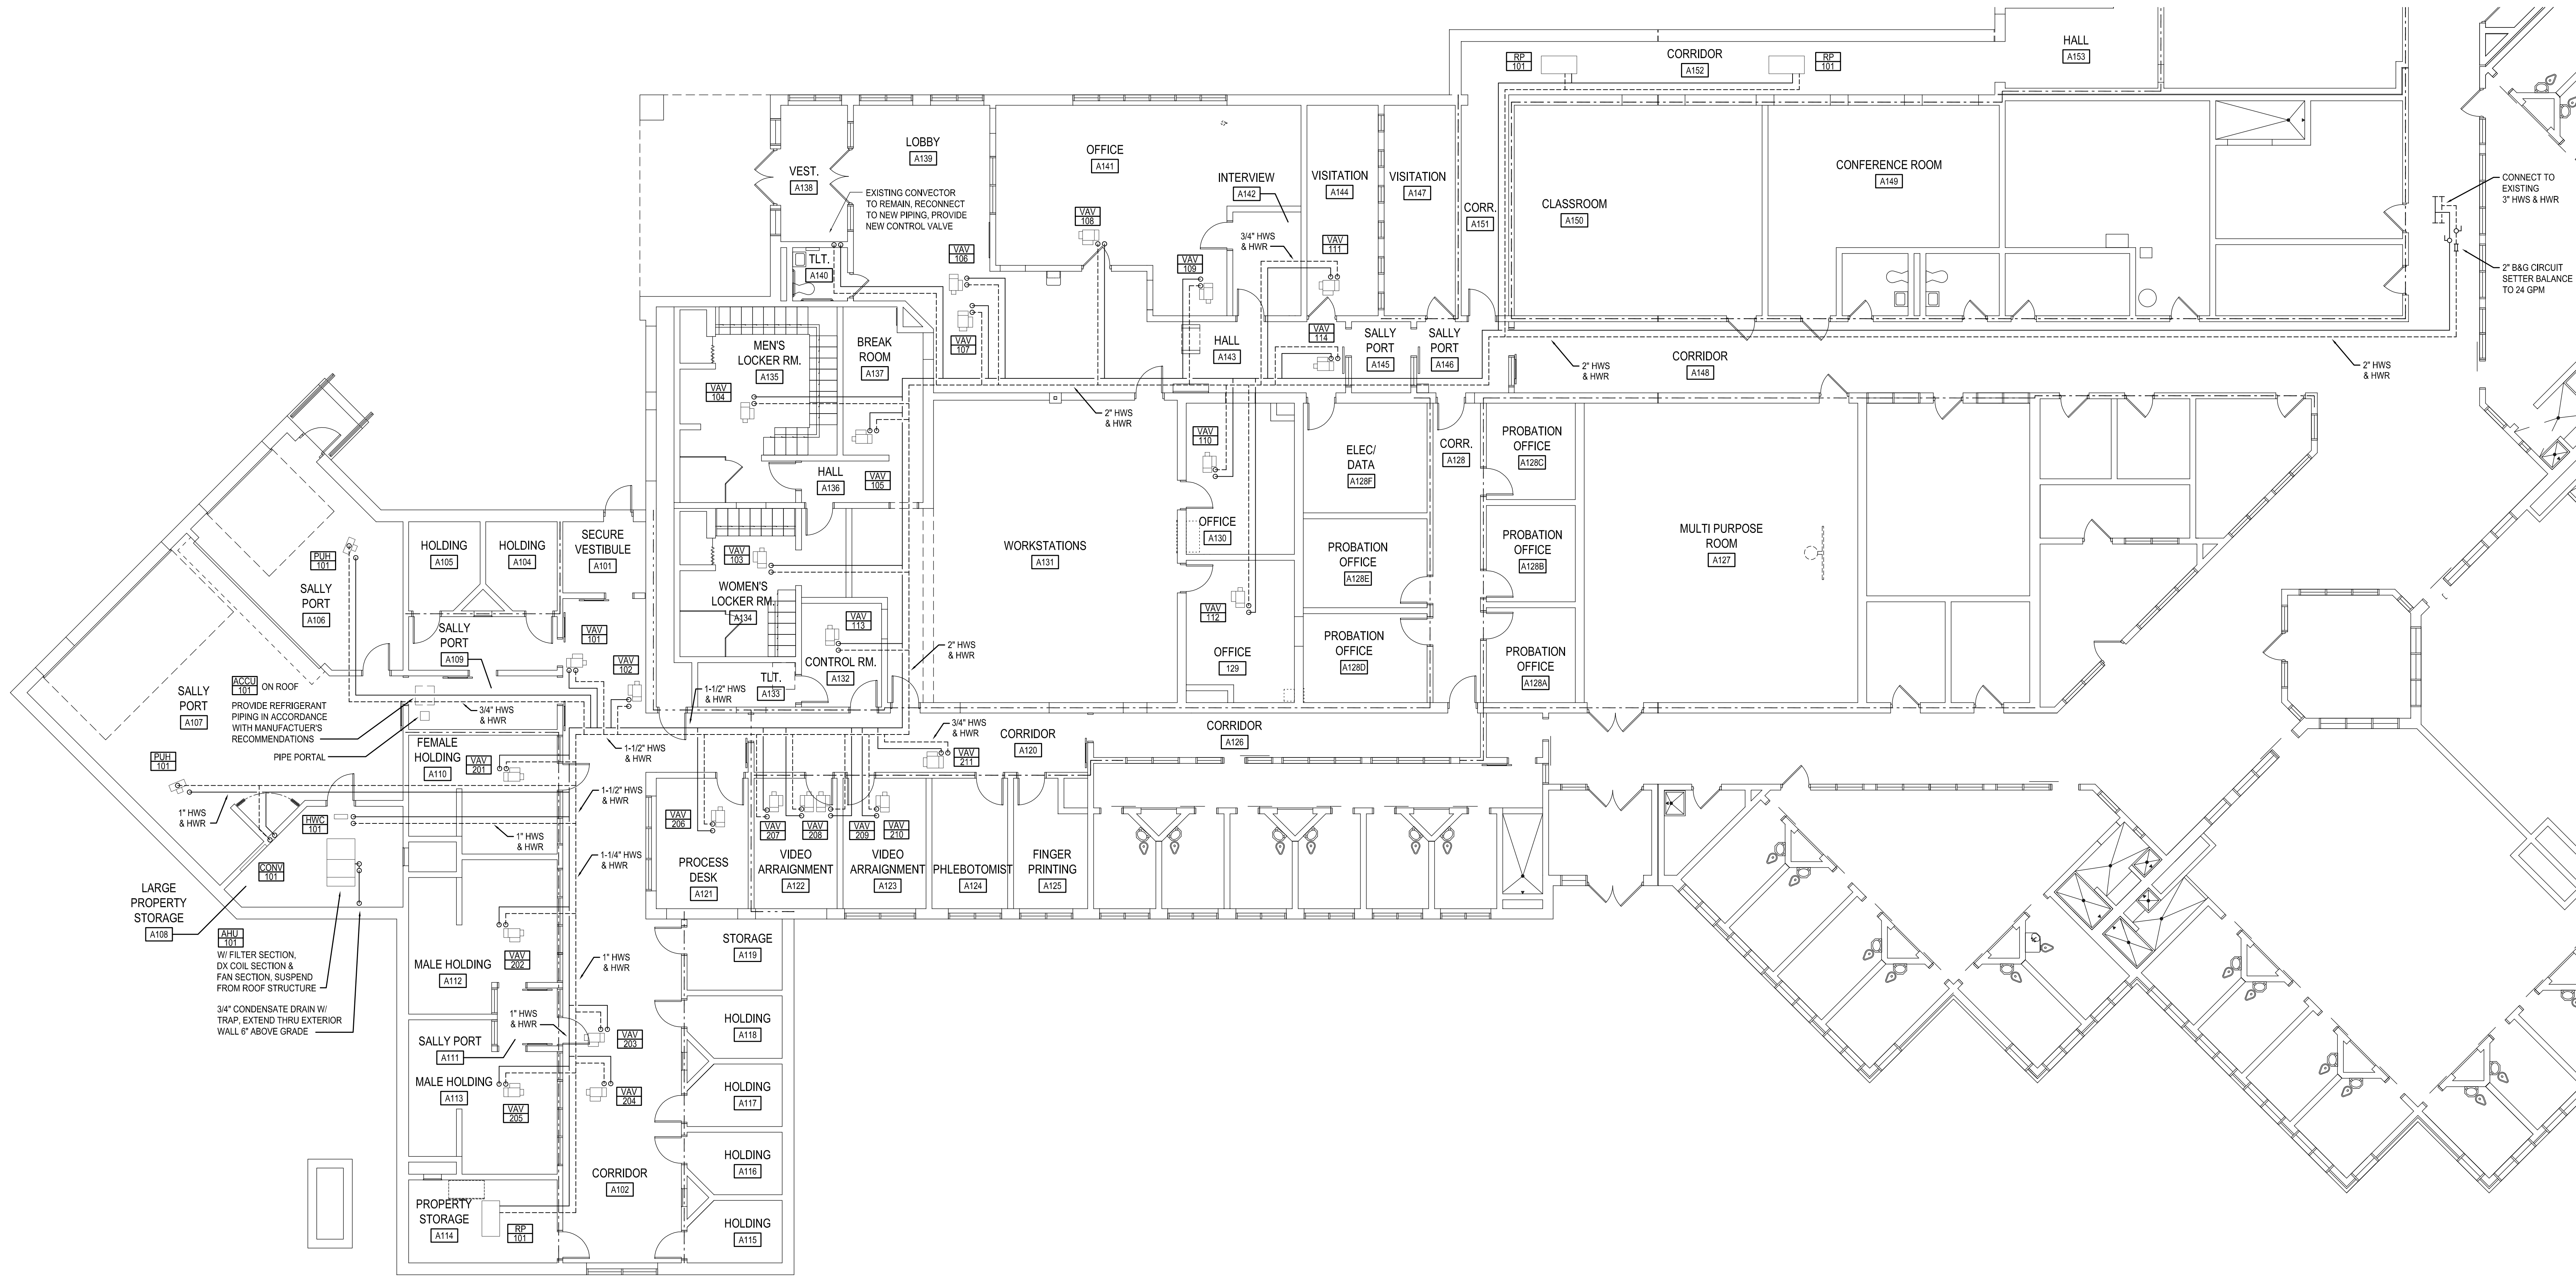 RP
101
CORRIDOR
A152
RP
101
HALL
A153
VEST.
A138
LOBBY
A139
EXISTING CONVECTOR
TO REMAIN, RECONNECT
TO NEW PIPING, PROVIDE
NEW CONTROL VALVE
OFFICE
A141
INTERVIEW
A142
VISITATION
A144
VISITATION
A147
CORR.
A151
CLASSROOM
A150
CONFERENCE ROOM
A149
CONNECT TO
EXISTING
3" HWS & HWR
2" B&G CIRCUIT
SETTER BALANCE
TO 24 GPM
TLT.
A140
VAV
106
VAV
107
VAV
108
VAV
109
3/4" HWS
& HWR
VAV
111
VAV
114
HALL
A143
SALLY
PORT
A145
SALLY
PORT
A146
2" HWS
& HWR
CORRIDOR
A148
2" HWS
& HWR
MEN'S
LOCKER RM.
A135
BREAK
ROOM
A137
VAV
104
2" HWS
& HWR
HALL
A136
VAV
105
VAV
110
ELEC/
DATA
A128F
CORR.
A128
PROBATION
OFFICE
A128C
WORKSTATIONS
A131
OFFICE
A130
PROBATION
OFFICE
A128E
PROBATION
OFFICE
A128B
MULTI PURPOSE
ROOM
A127
VAV
103
WOMEN'S
LOCKER RM.
A134
VAV
113
CONTROL RM.
A132
TLT.
A133
2" HWS
& HWR
VAV
112
OFFICE
129
PROBATION
OFFICE
A128D
PROBATION
OFFICE
A128A
PUH
101
SALLY
PORT
A106
HOLDING
A105
HOLDING
A104
SECURE
VESTIBULE
A101
SALLY
PORT
A109
VAV
101
VAV
102
1-1/2" HWS
& HWR
SALLY
PORT
A107
ACCU
101
ON ROOF
PROVIDE REFRIGERANT
PIPING IN ACCORDANCE
WITH MANUFACTUER'S
RECOMMENDATIONS
PIPE PORTAL
3/4" HWS
& HWR
1-1/2" HWS
& HWR
3/4" HWS
& HWR
CORRIDOR
A120
CORRIDOR
A126
VAV
211
FEMALE
HOLDING
A110
VAV
201
PUH
101
1" HWS
& HWR
1-1/2" HWS
& HWR
HWC
101
1" HWS
& HWR
1-1/4" HWS
& HWR
CONV
101
LARGE
PROPERTY
STORAGE
A108
VAV
206
VAV
207
VAV
208
VAV
209
VAV
210
PROCESS
DESK
A121
VIDEO
ARRAIGNMENT
A122
VIDEO
ARRAIGNMENT
A123
PHLEBOTOMIST
A124
FINGER
PRINTING
A125
AHU
101
W/ FILTER SECTION,
DX COIL SECTION &
FAN SECTION, SUSPEND
FROM ROOF STRUCTURE
3/4" CONDENSATE DRAIN W/
TRAP, EXTEND THRU EXTERIOR
WALL 6" ABOVE GRADE
MALE HOLDING
A112
VAV
202
1" HWS
& HWR
STORAGE
A119
1" HWS
& HWR
SALLY PORT
A111
VAV
203
HOLDING
A118
MALE HOLDING
A113
VAV
205
VAV
204
HOLDING
A117
CORRIDOR
A102
HOLDING
A116
PROPERTY
STORAGE
A114
RP
101
HOLDING
A115